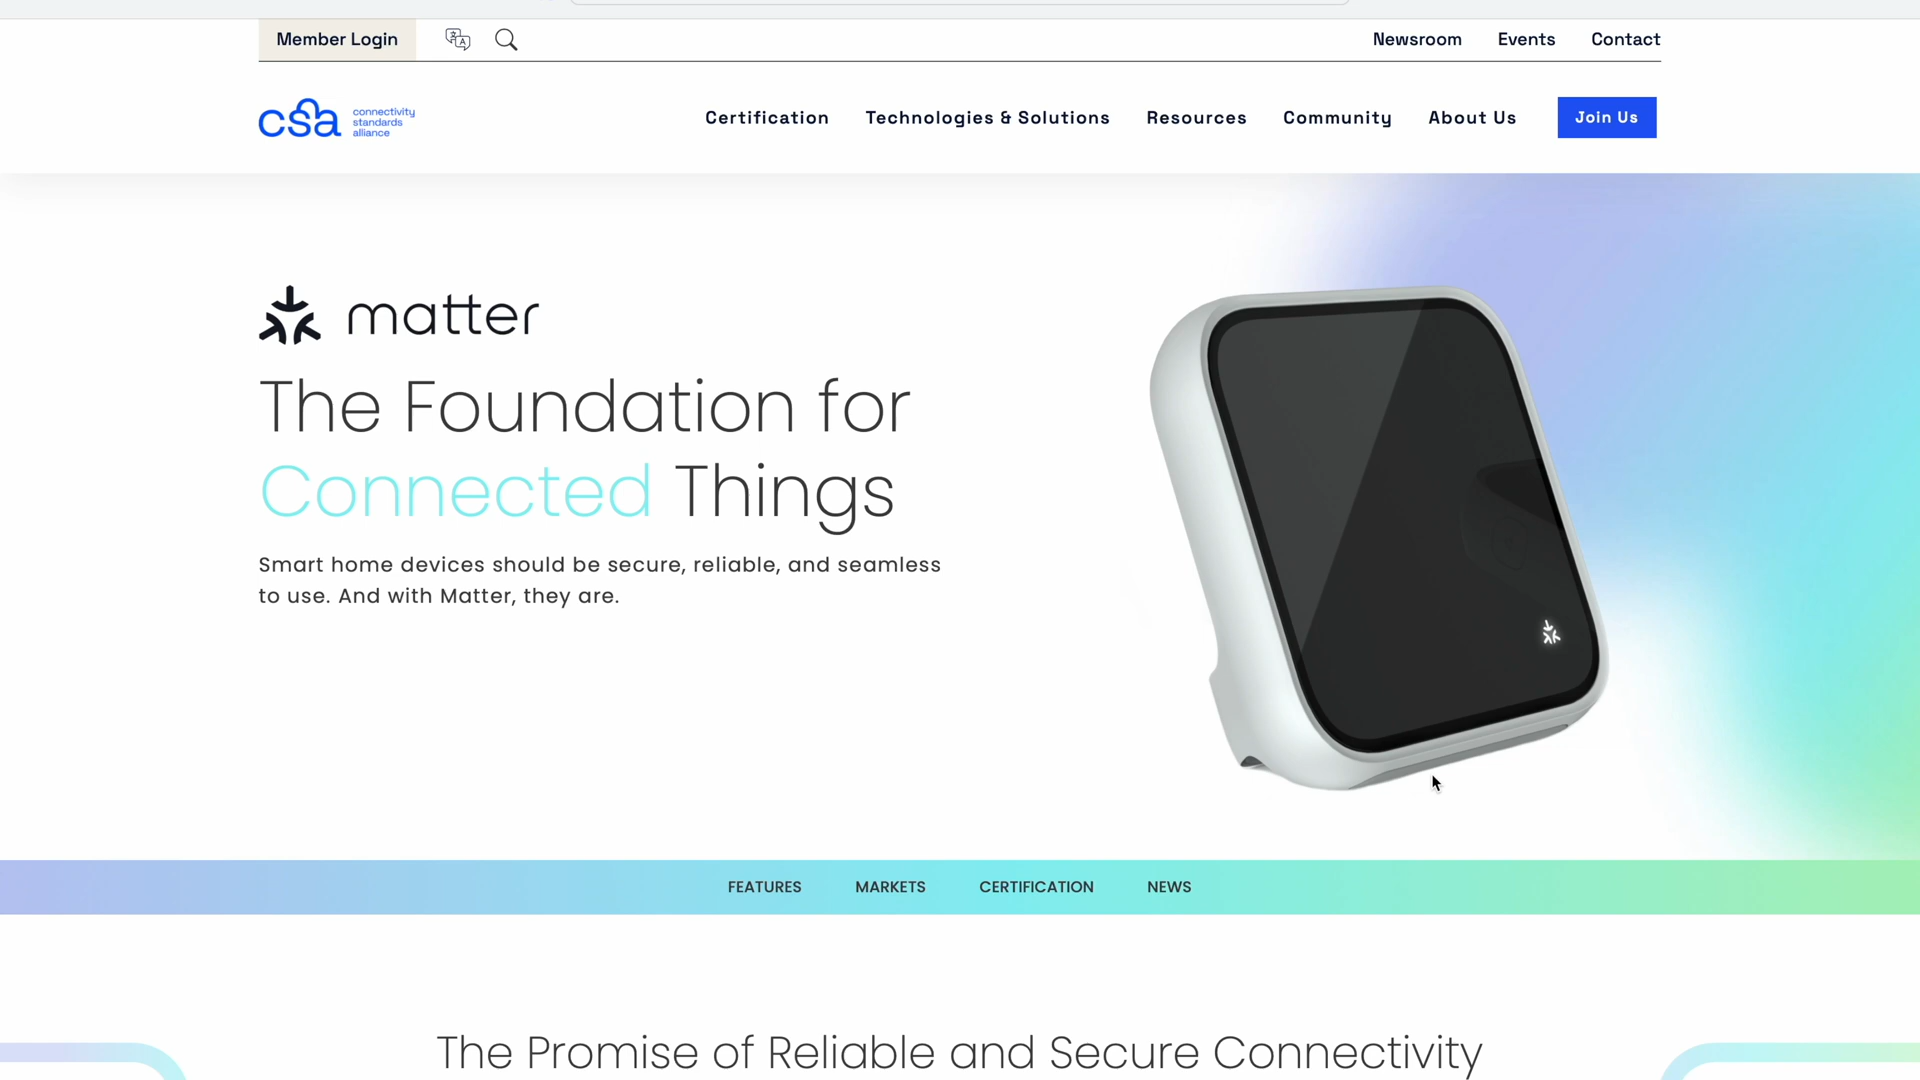 Member Login
Newsroom Events Contact
csa connectivity
standards
alliance
Certification Technologies & Solutions Resources Community About Us Join Us
matter
The Foundation for
Connected Things
Smart home devices should be secure, reliable, and seamless
to use. And with Matter, they are.
FEATURES MARKETS CERTIFICATION NEWS
The Promise of Reliable and Secure Connectivity